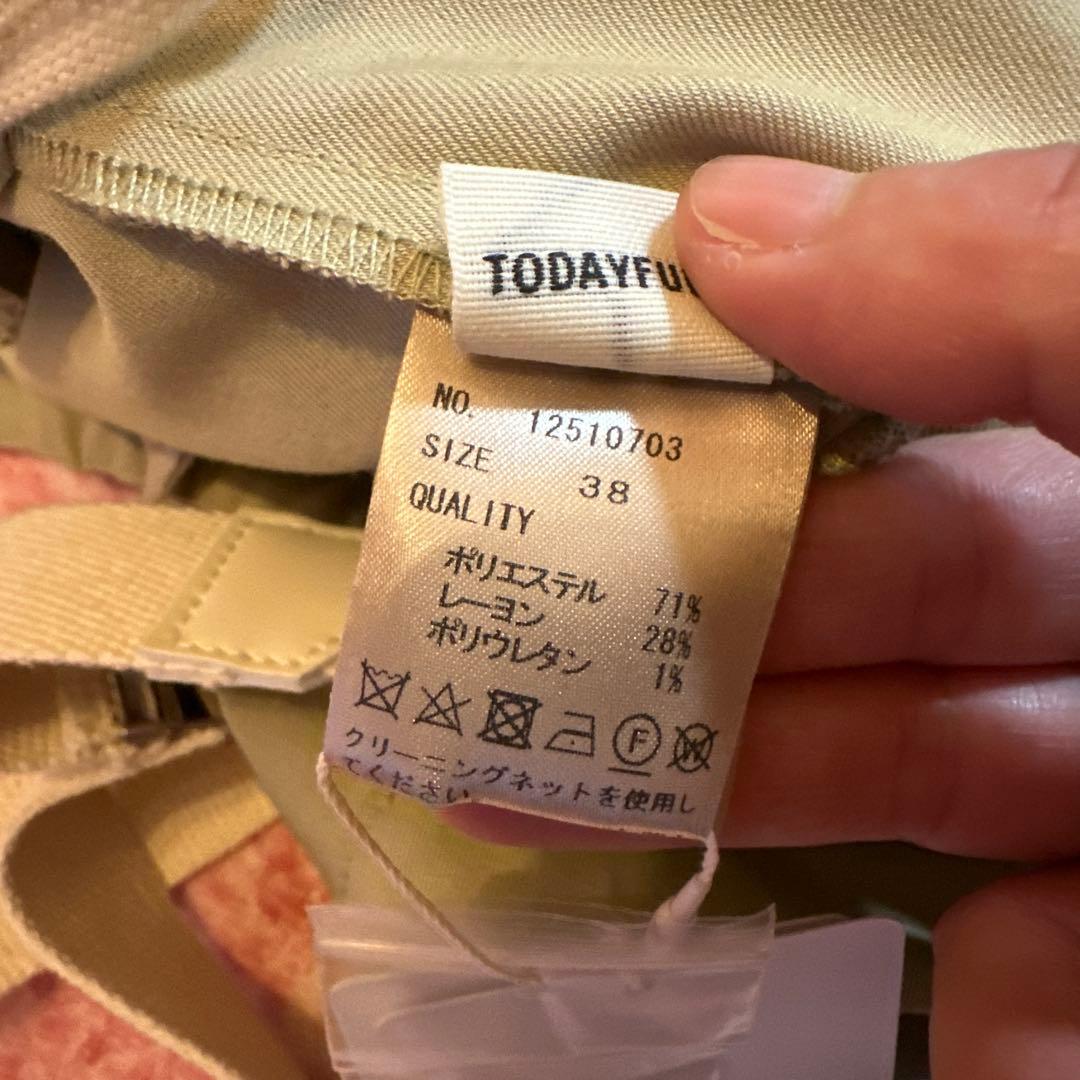 TODAYFU
NO. 12510703
SIZE 38
QUALITY
ポリエステル 71%
レーヨン 28%
ポリウレタン 1%
F W
クリーニングネットを使用し
てください